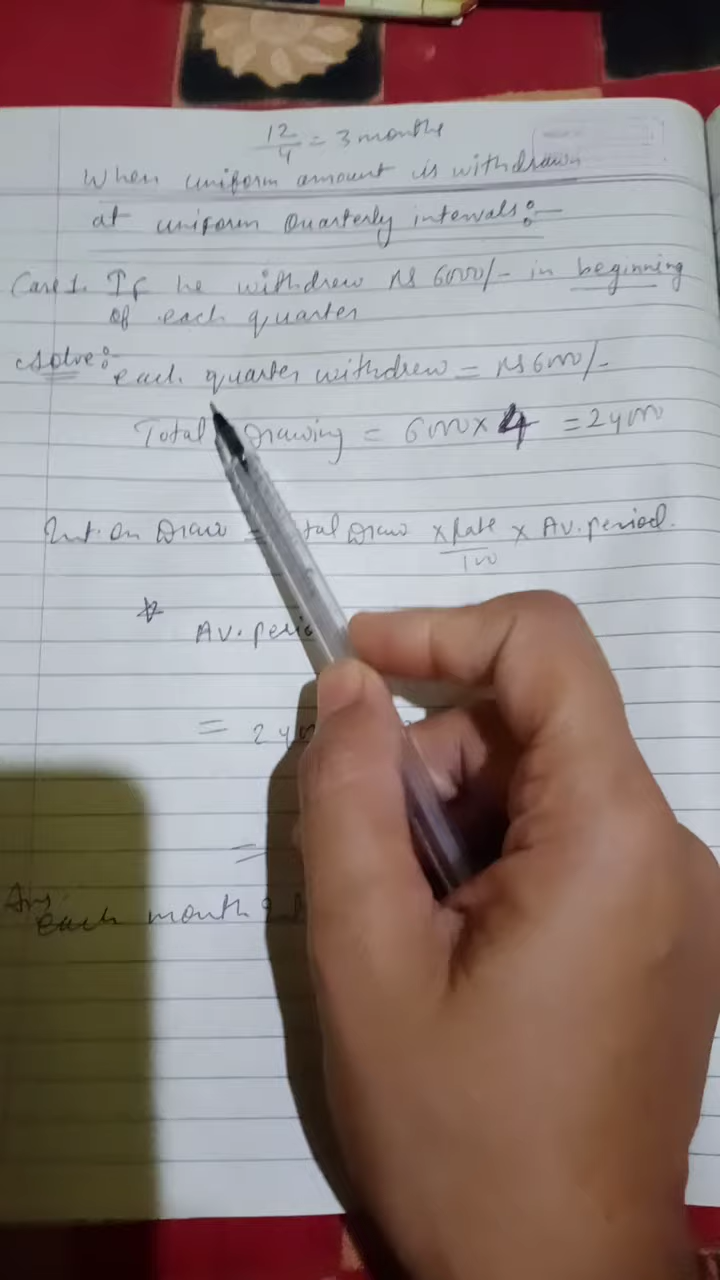 12/4 = 3 months
When uniform amount is withdrawn
at uniform Quarterly intervals:-
Case 1. If he withdrew Rs 6000/- in beginning
of each quarter
Solve:-
each quarter withdrew = Rs 6000/-
Total Drawing = 6000 x 4 = 24000
Int. on Draw = tal Draw x Rate/100 x Av. period.
* Av. perio
= 240
=
Ans
each month